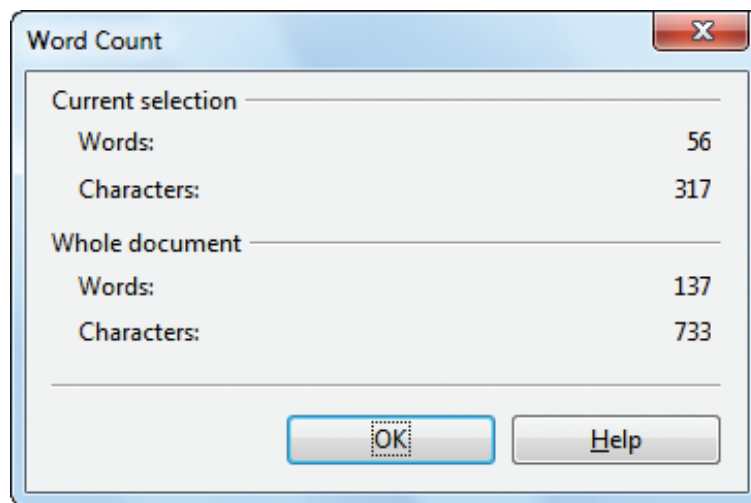 Word Count
Current selection
Words: 56
Characters: 317
Whole document
Words: 137
Characters: 733
OK Help